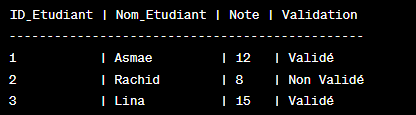 ID_Etudiant | Nom_Etudiant | Note | Validation
-----------------------------------------------
1           | Asmae        | 12   | Validé
2           | Rachid       | 8    | Non Validé
3           | Lina         | 15   | Validé